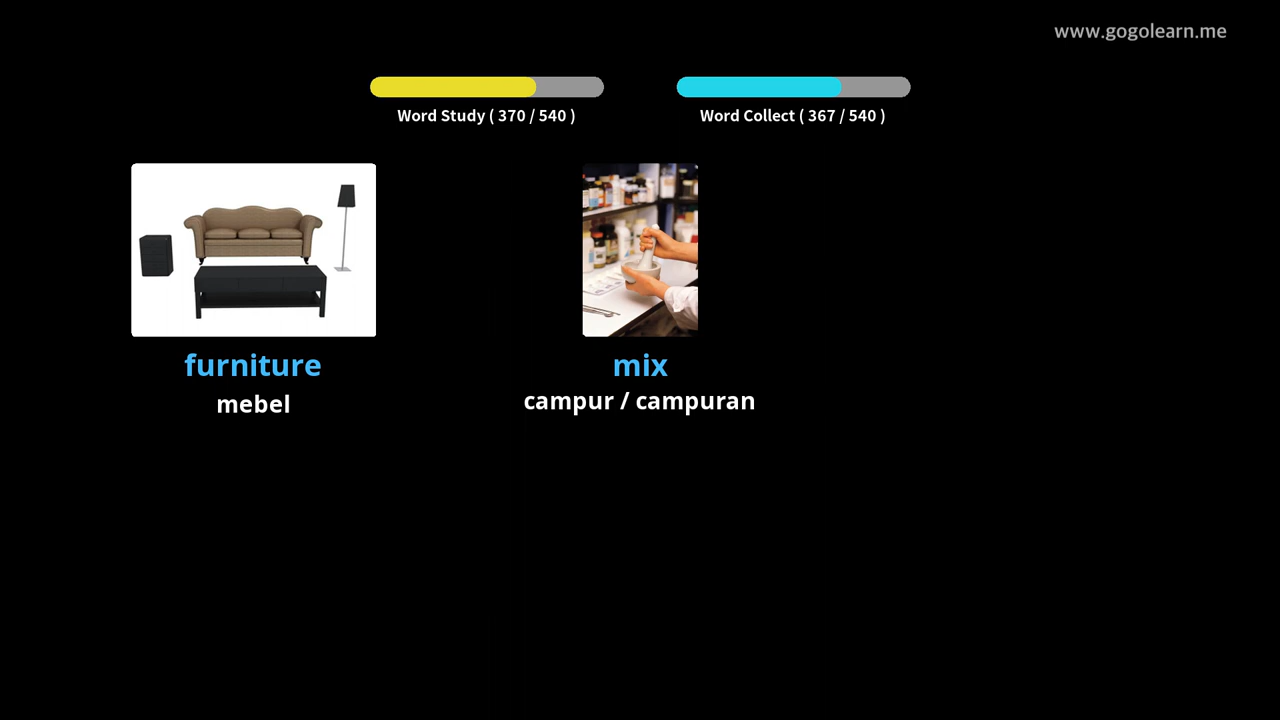 www.gogolearn.me
Word Study ( 370 / 540 )
Word Collect ( 367 / 540 )
furniture
mebel
mix
campur / campuran